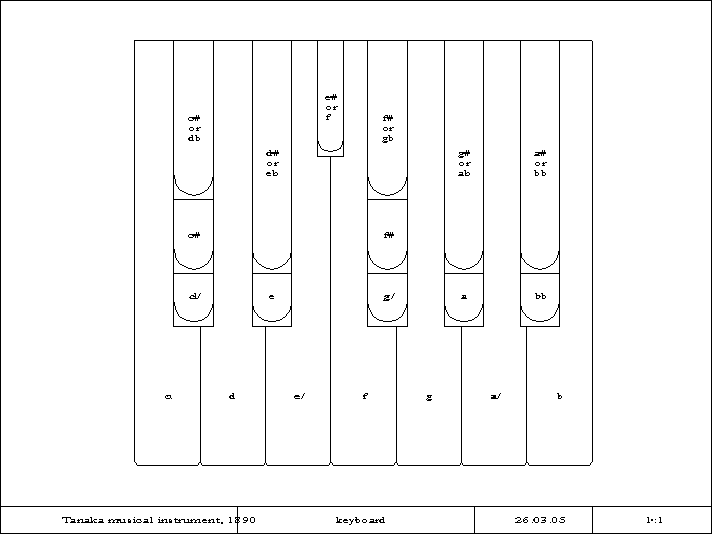 e#
or
f
c#
or
db
f#
or
gb
d#
or
eb
g#
or
ab
a#
or
bb
c#
f#
d/
e
g/
a
bb
c
d
e/
f
g
a/
b
Tanaka musical instrument, 1890
keyboard
26.03.05
1:1